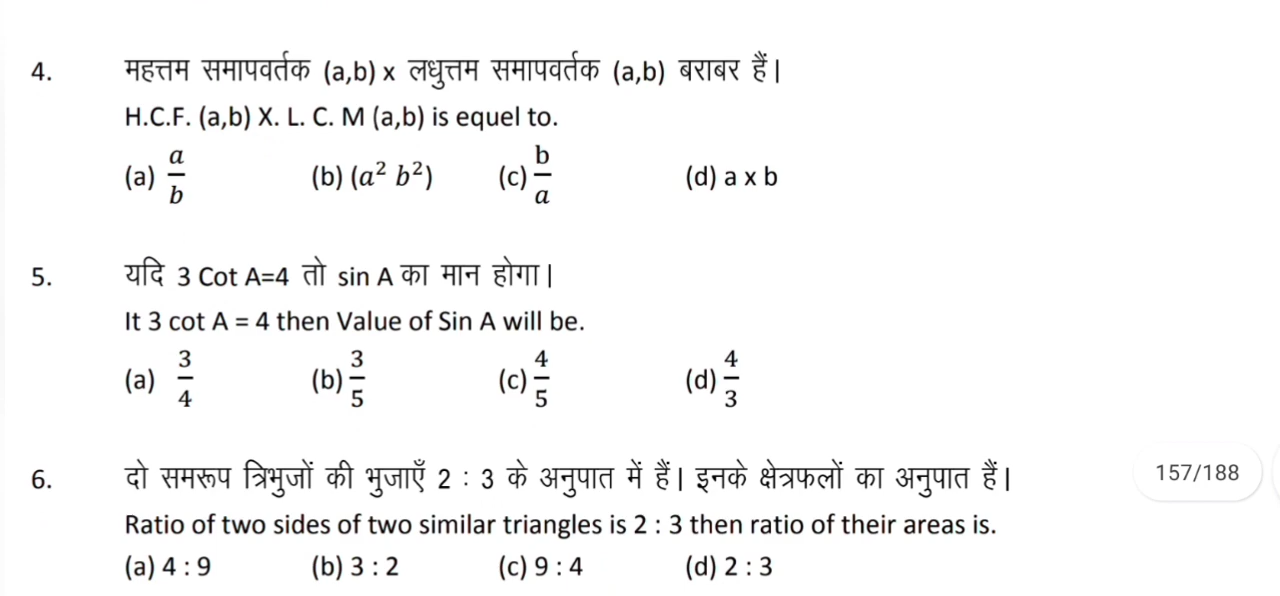 4. महत्तम समापवर्तक (a,b) x लधुत्तम समापवर्तक (a,b) बराबर हैं|
H.C.F. (a,b) X. L. C. M (a,b) is equel to.
(a) a/b (b) (a² b²) (c) b/a (d) a x b
5. यदि 3 Cot A=4 तो sin A का मान होगा|
It 3 cot A = 4 then Value of Sin A will be.
(a) 3/4 (b) 3/5 (c) 4/5 (d) 4/3
6. दो समरूप त्रिभुजों की भुजाएँ 2 : 3 के अनुपात में हैं| इनके क्षेत्रफलों का अनुपात हैं|
157/188
Ratio of two sides of two similar triangles is 2 : 3 then ratio of their areas is.
(a) 4 : 9 (b) 3 : 2 (c) 9 : 4 (d) 2 : 3